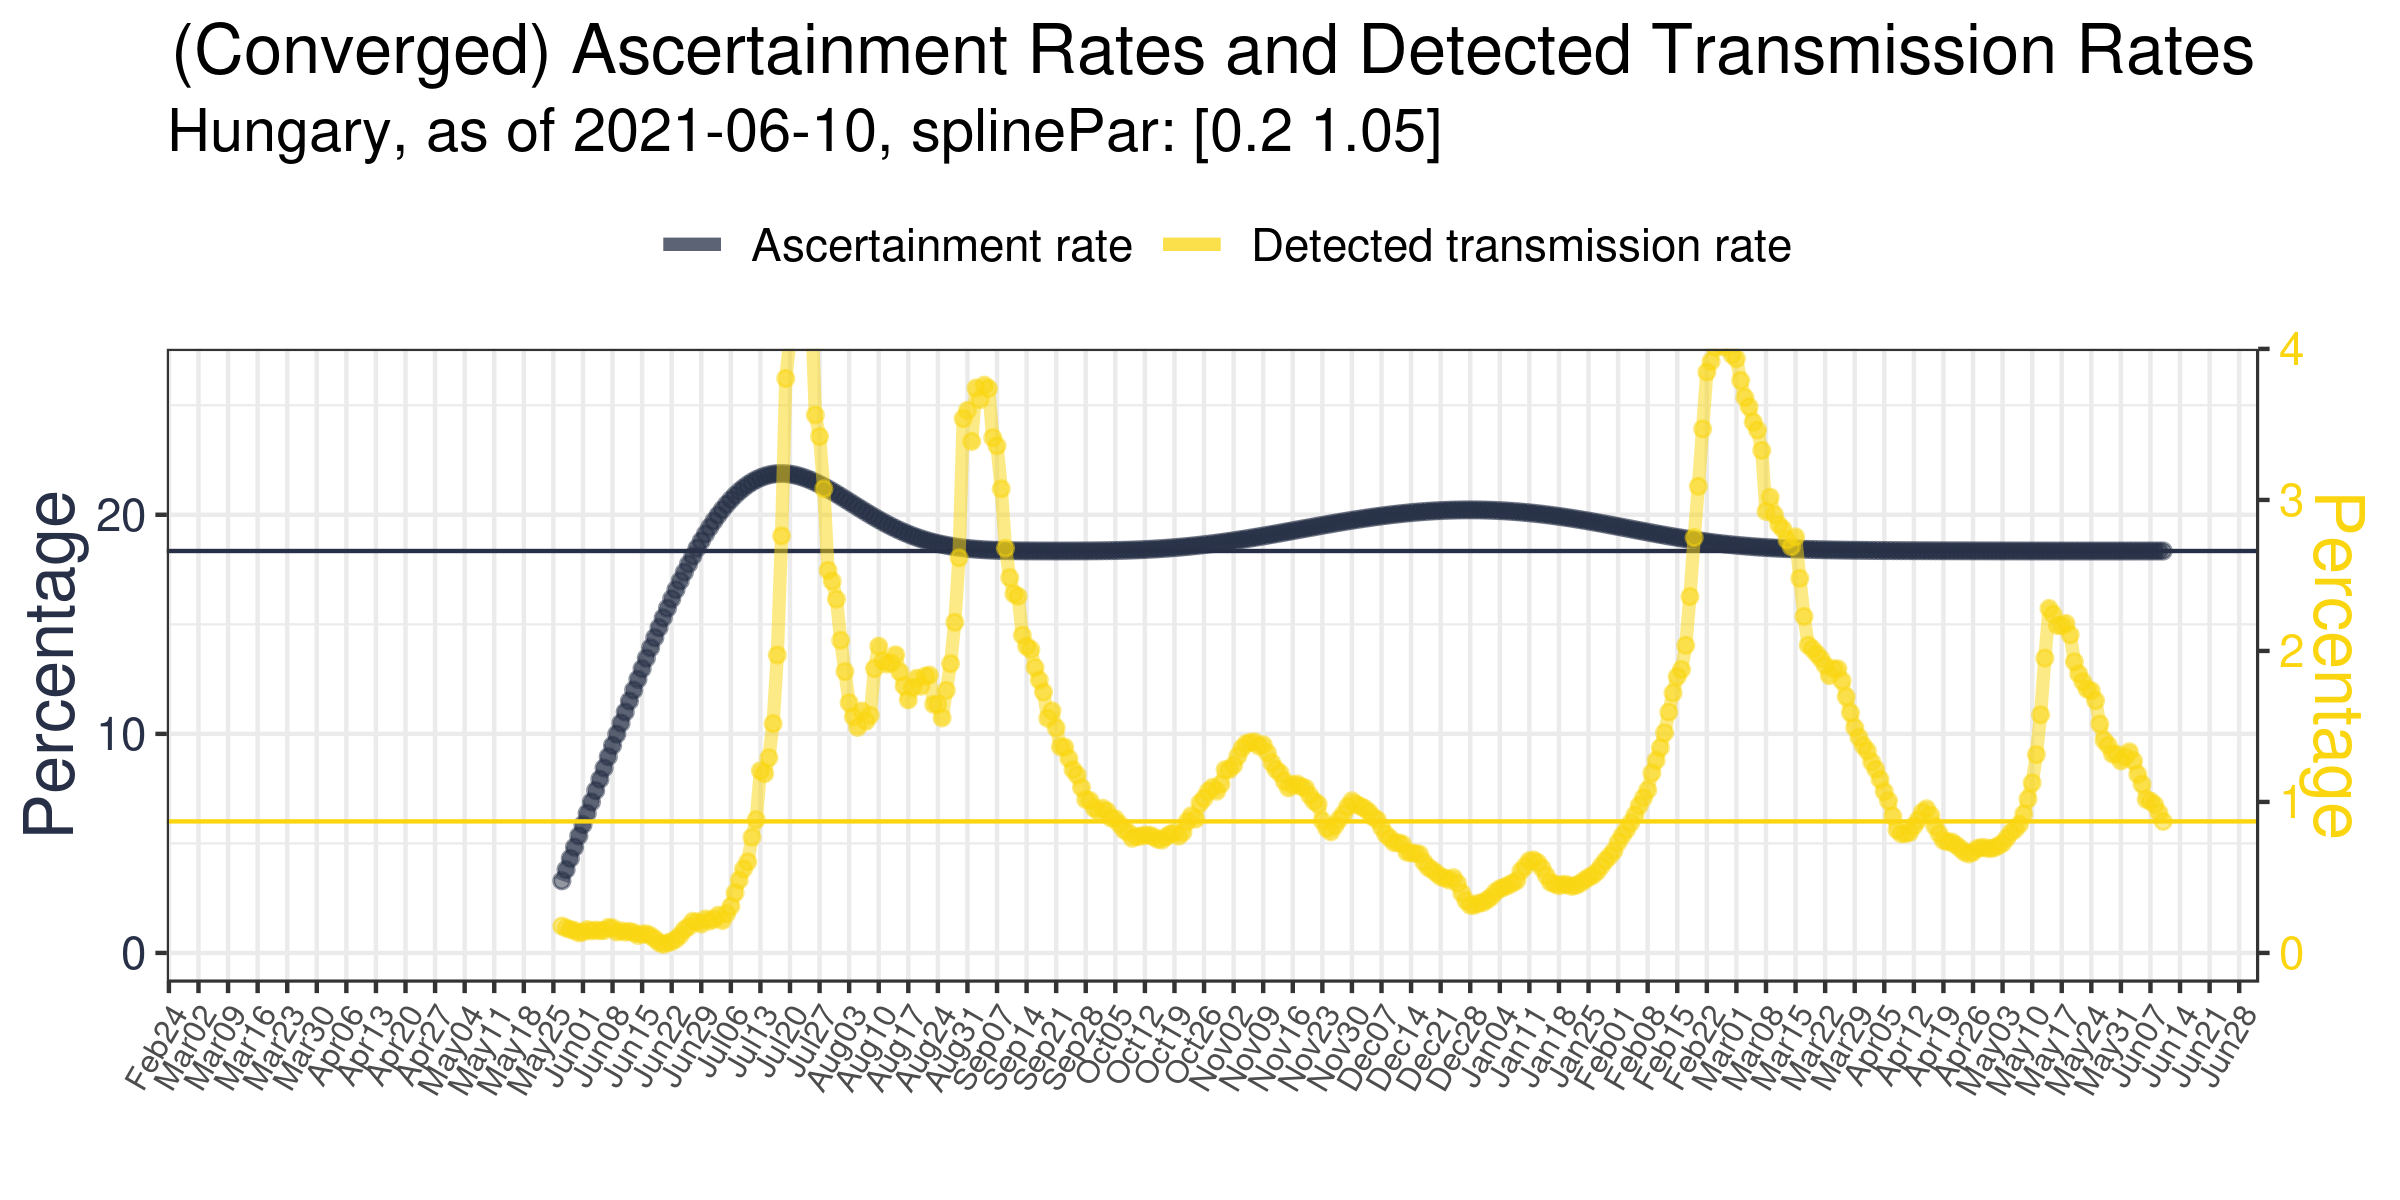 (Converged) Ascertainment Rates and Detected Transmission Rates
Hungary, as of 2021-06-10, splinePar: [0.2 1.05]
Ascertainment rate
Detected transmission rate
Percentage
20
10
0
4
3
2
1
0
Percentage
Feb24
Mar02
Mar09
Mar16
Mar23
Mar30
Apr06
Apr13
Apr20
Apr27
May04
May11
May18
May25
Jun01
Jun08
Jun15
Jun22
Jun29
Jul06
Jul13
Jul20
Jul27
Aug03
Aug10
Aug17
Aug24
Aug31
Sep07
Sep14
Sep21
Sep28
Oct05
Oct12
Oct19
Oct26
Nov02
Nov09
Nov16
Nov23
Nov30
Dec07
Dec14
Dec21
Dec28
Jan04
Jan11
Jan18
Jan25
Feb01
Feb08
Feb15
Feb22
Mar01
Mar08
Mar15
Mar22
Mar29
Apr05
Apr12
Apr19
Apr26
May03
May10
May17
May24
May31
Jun07
Jun14
Jun21
Jun28